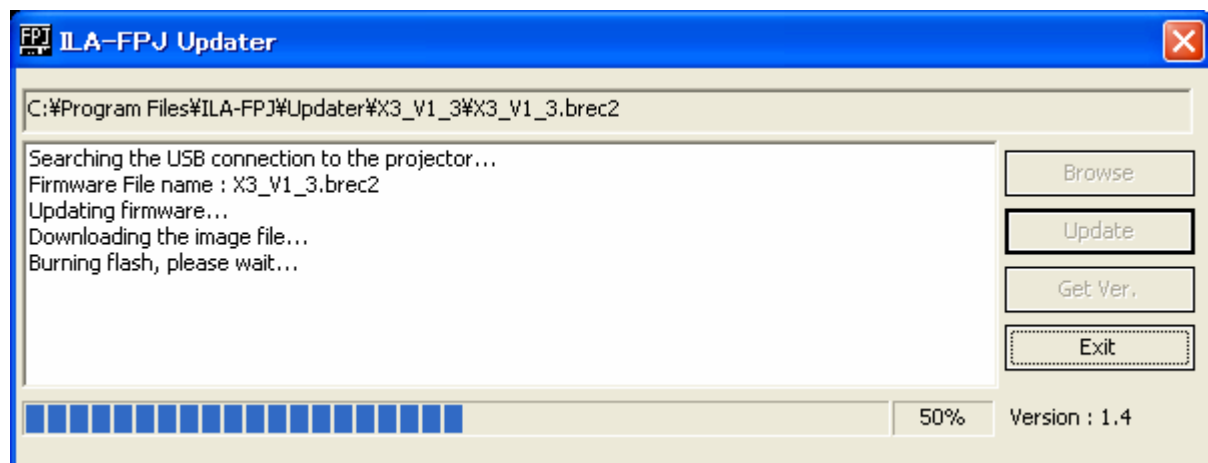 FPJ ILA-FPJ Updater
C:¥Program Files¥ILA-FPJ¥Updater¥X3_V1_3¥X3_V1_3.brec2
Searching the USB connection to the projector...
Firmware File name : X3_V1_3.brec2
Updating firmware...
Downloading the image file...
Burning flash, please wait...
Browse
Update
Get Ver.
Exit
50%
Version : 1.4